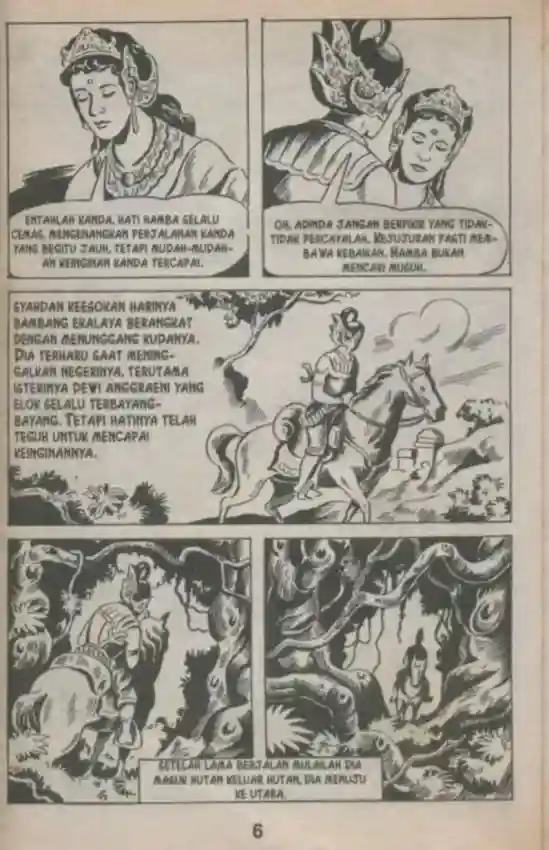 ENTAHLAH KANDA. HATI HAMBA SELALU
CEMAS, MENGENANGKAN PERJALANAN KANDA
YANG BEGITU JAUH, TETAPI MUDAH-MUDAH-
AN KEINGINAN KANDA TERCAPAI.
OH, ADINDA JANGAN BERPIKIR YANG TIDAK-
TIDAK PERCAYALAH. KEJUJURAN PASTI MEM-
BAWA KEBAIKAN. HAMBA BUKAN
MENCARI MUSUH.
SYAHDAN KEESOKAN HARINYA
BAMBANG EKALAYA BERANGKAT
DENGAN MENUNGGANG KUDANYA.
DIA TERHARU SAAT MENING-
GALKAN NEGERINYA, TERUTAMA
ISTERINYA DEWI ANGGRAENI YANG
ELOK SELALU TERBAYANG-
BAYANG. TETAPI HATINYA TELAH
TEGUH UNTUK MENCAPAI
KEINGINANNYA.
SETELAH LAMA BERJALAN MULAILAH DIA
MASUK HUTAN KELUAR HUTAN, DIA MENUJU
KE UTARA.
6